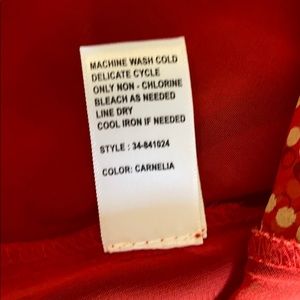 MACHINE WASH COLD
DELICATE CYCLE
ONLY NON - CHLORINE
BLEACH AS NEEDED
LINE DRY
COOL IRON IF NEEDED
STYLE : 34-841624
COLOR: CARNELIA